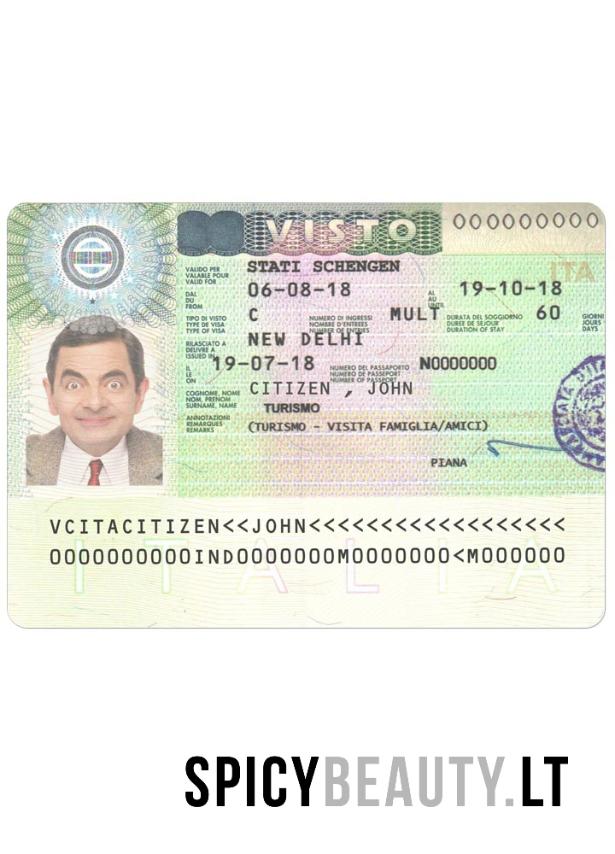 VISTO 000000000
ITA
VALIDO PER
VALABLE POUR
VALID FOR
STATI SCHENGEN
DAL
DU
FROM
06-08-18
AL
AU
UNTIL
19-10-18
TIPO DI VISTO
TYPE DE VISA
TYPE OF VISA
C
NUMERO DI INGRESSI
NOMBRE D'ENTREES
NUMBER OF ENTRIES
MULT
DURATA DEL SOGGIORNO
DUREE DE SEJOUR
DURATION OF STAY
60
GIORNI
JOURS
DAYS
RILASCIATO A
DELIVRE A
ISSUED IN
NEW DELHI
IL
LE
ON
19-07-18
NUMERO DEL PASSAPORTO
NUMERO DU PASSEPORT
NUMBER OF PASSPORT
N0000000
COGNOME, NOME
NOM, PRENOM
SURNAME, NAME
CITIZEN , JOHN
ANNOTAZIONI
REMARQUES
REMARKS
TURISMO
(TURISMO - VISITA FAMIGLIA/AMICI)
PIANA
VCITACITIZEN<<JOHN<<<<<<<<<<<<<<<<<<
0000000000IND0000000M0000000<M000000
ITALIA
SPICYBEAUTY.LT